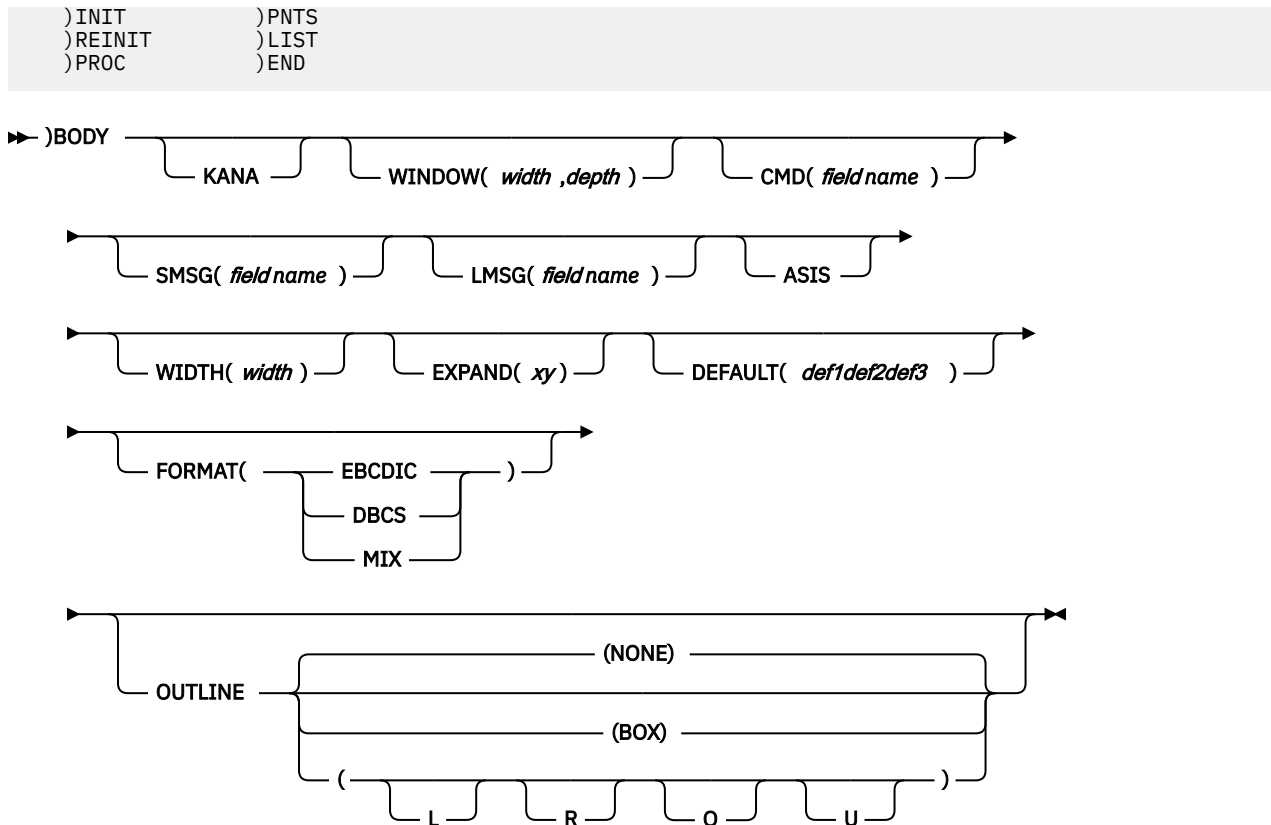 )INIT )PNTS
)REINIT )LIST
)PROC )END
)BODY KANA WINDOW( width ,depth ) CMD( field name )
SMSG( field name ) LMSG( field name ) ASIS
WIDTH( width ) EXPAND( xy ) DEFAULT( def1def2def3 )
FORMAT( EBCDIC )
DBCS
MIX
(NONE)
OUTLINE
(BOX)
( L R O U )